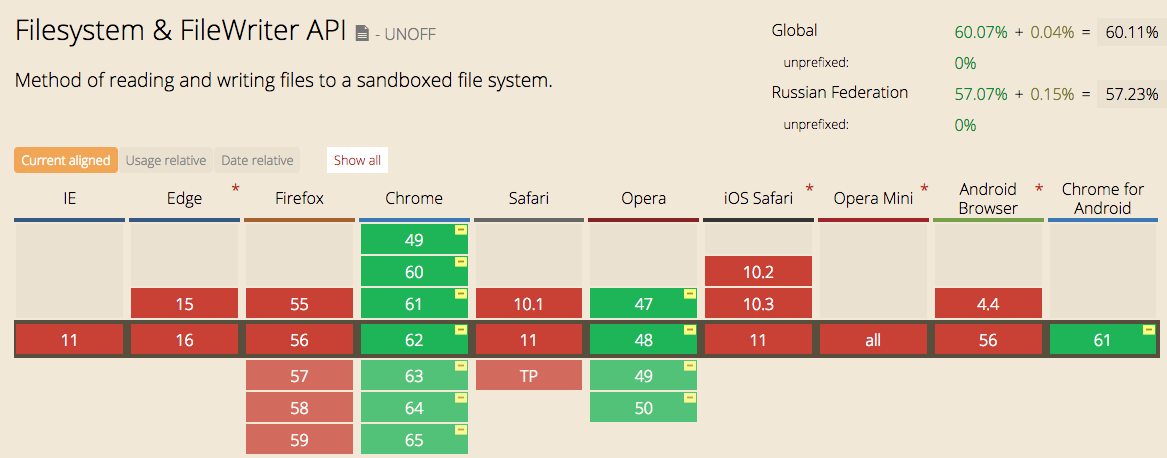 Filesystem & FileWriter API - UNOFF
Method of reading and writing files to a sandboxed file system.
Global 60.07% + 0.04% = 60.11%
unprefixed: 0%
Russian Federation 57.07% + 0.15% = 57.23%
unprefixed: 0%
Current aligned Usage relative Date relative Show all
IE Edge * Firefox Chrome Safari Opera iOS Safari * Opera Mini * Android Browser * Chrome for Android
49
60 10.2
15 55 61 10.1 47 10.3 4.4
11 16 56 62 11 48 11 all 56 61
57 63 TP 49
58 64 50
59 65